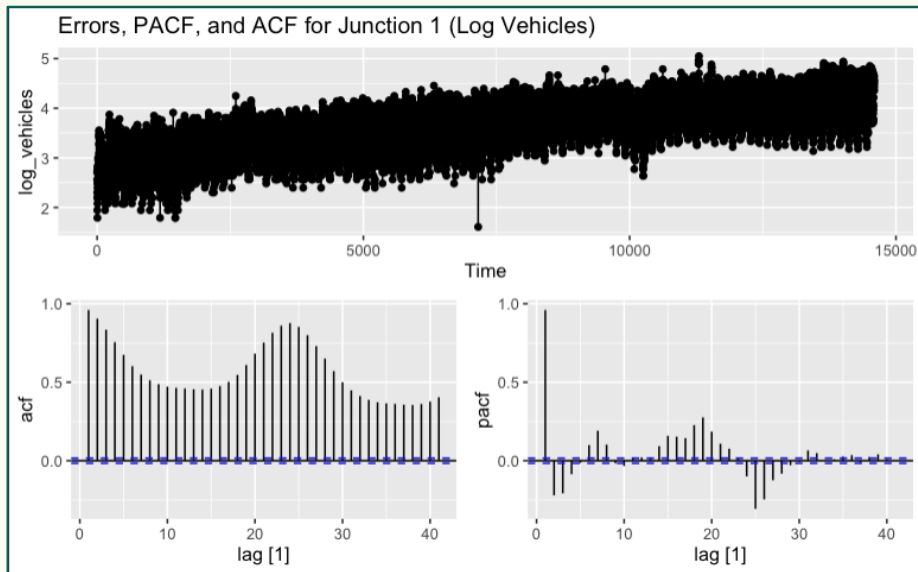 Errors, PACF, and ACF for Junction 1 (Log Vehicles)
5
4
3
2
log_vehicles
0 5000 10000 15000
Time
1.0
0.5
0.0
acf
0 10 20 30 40
lag [1]
1.0
0.5
0.0
pacf
0 10 20 30 40
lag [1]